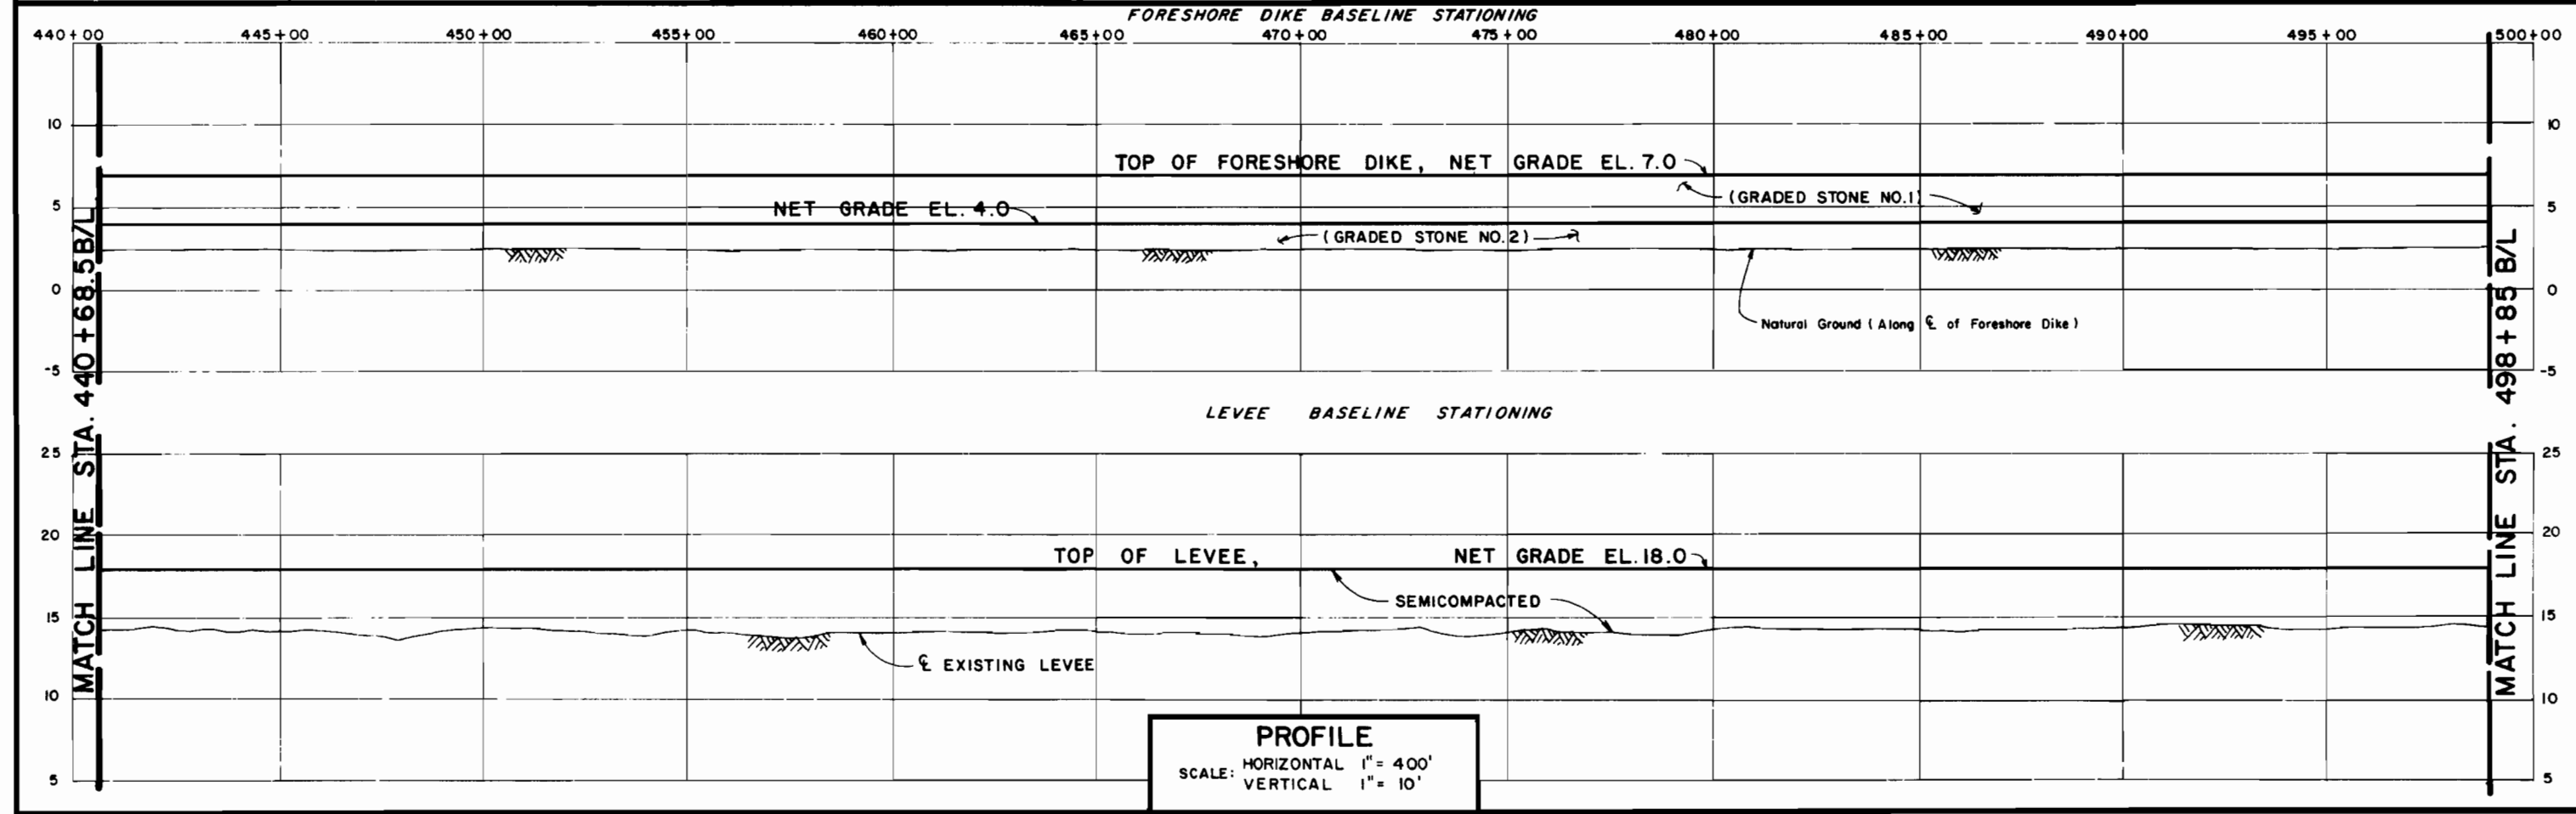 FORESHORE DIKE BASELINE STATIONING
440+00 445+00 450+00 455+00 460+00 465+00 470+00 475+00 480+00 485+00 490+00 495+00 500+00
10 10
TOP OF FORESHORE DIKE, NET GRADE EL. 7.0
(GRADED STONE NO.1)
5 5
NET GRADE EL. 4.0
(GRADED STONE NO.2)
0 0
Natural Ground (Along ℄ of Foreshore Dike)
-5 -5
MATCH LINE STA. 440+68.5 B/L
MATCH LINE STA. 498+85 B/L
LEVEE BASELINE STATIONING
25 25
20 20
TOP OF LEVEE, NET GRADE EL. 18.0
SEMICOMPACTED
15 15
℄ EXISTING LEVEE
10 10
PROFILE
SCALE: HORIZONTAL 1" = 400'
VERTICAL 1" = 10'
5 5